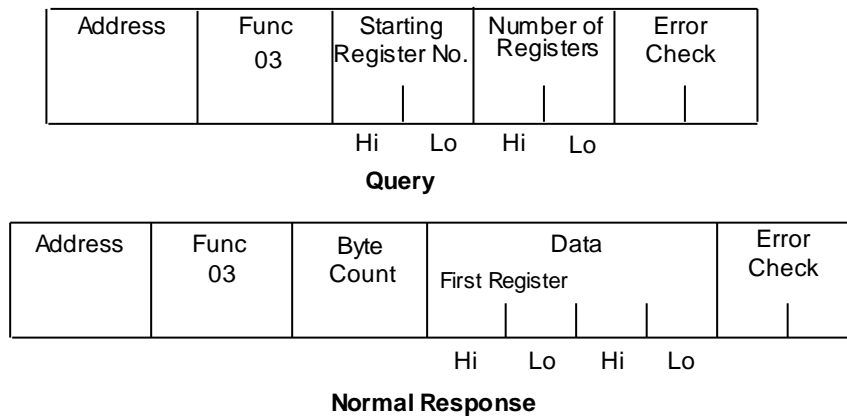 Address
Func
03
Starting
Register No.
Number of
Registers
Error
Check
Hi Lo Hi Lo
Query
Address
Func
03
Byte
Count
Data
First Register
Error
Check
Hi Lo Hi Lo
Normal Response